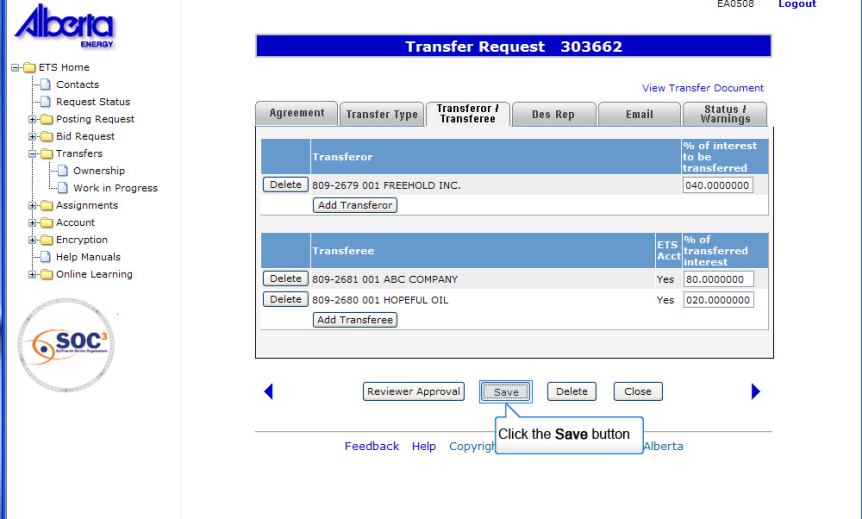 EA0508 Logout
Alberta
ENERGY
Transfer Request 303662
ETS Home
Contacts
Request Status
Posting Request
Bid Request
Transfers
Ownership
Work in Progress
Assignments
Account
Encryption
Help Manuals
Online Learning
SOC3
View Transfer Document
Agreement
Transfer Type
Transferor /
Transferee
Des Rep
Email
Status /
Warnings
Transferor
% of interest
to be
transferred
Delete 809-2679 001 FREEHOLD INC. 040.0000000
Add Transferor
Transferee
ETS
Acct
% of
transferred
interest
Delete 809-2681 001 ABC COMPANY Yes 80.0000000
Delete 809-2680 001 HOPEFUL OIL Yes 020.0000000
Add Transferee
Reviewer Approval Save Delete Close
Click the Save button
Feedback Help Copyrigh Alberta